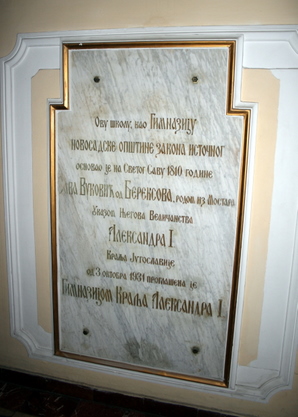 Ову школу, као Гимназију
новосадске општине закона источног
основао је на Светог Саву 1810 године
Сава Вуковић од Берексова, родом из Мостара
Указом Његова Величанства
Александра I
Краља Југославије
од 3 октобра 1931 прекрштена је
Гимназијом Краља Александра I